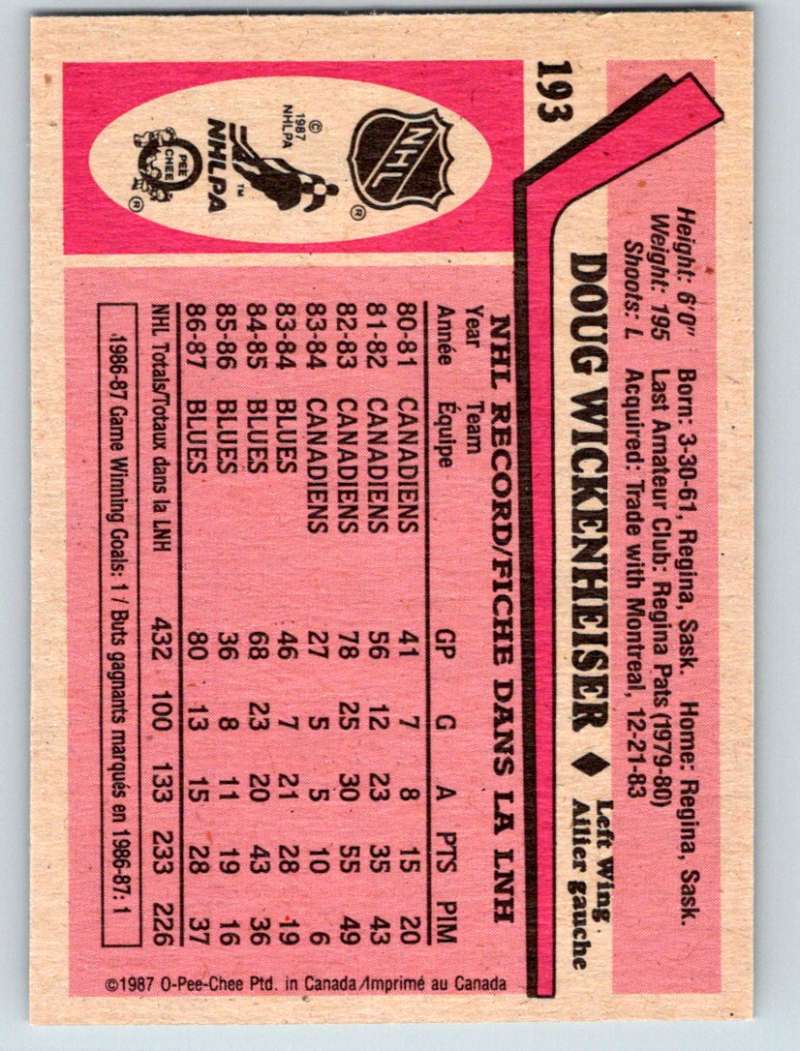 193
DOUG WICKENHEISER ◆ Left Wing
Ailier gauche
Height: 6'0" Born: 3-30-61, Regina, Sask. Home: Regina, Sask.
Weight: 195 Last Amateur Club: Regina Pats (1979-80)
Shoots: L Acquired: Trade with Montreal, 12-21-83
NHL
®
© 1987
NHLPA
NHLPA
TM
O PEE CHEE
®
NHL RECORD/FICHE DANS LA LNH
Year Team
Année Équipe GP G A PTS PIM
80-81 CANADIENS 41 7 8 15 20
81-82 CANADIENS 56 12 23 35 43
82-83 CANADIENS 78 25 30 55 49
83-84 CANADIENS 27 5 5 10 6
83-84 BLUES 46 7 21 28 19
84-85 BLUES 68 23 20 43 36
85-86 BLUES 36 8 11 19 16
86-87 BLUES 80 13 15 28 37
NHL Totals/Totaux dans la LNH 432 100 133 233 226
1986-87 Game Winning Goals: 1 / Buts gagnants marqués en 1986-87: 1
©1987 O-Pee-Chee Ptd. in Canada/Imprimé au Canada